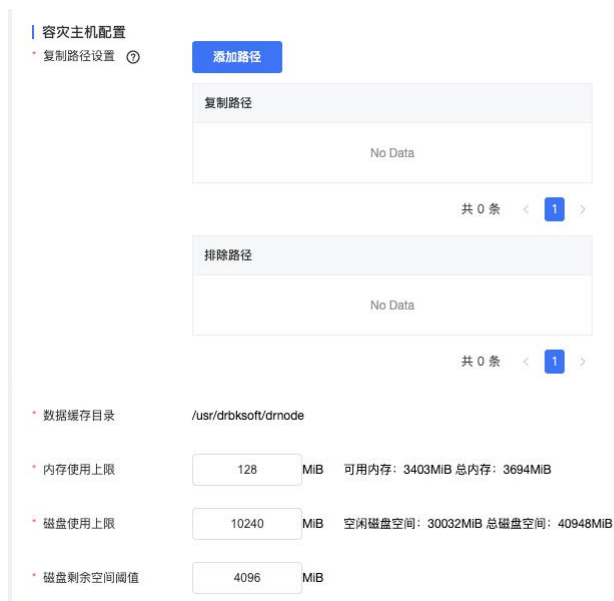 容灾主机配置
* 复制路径设置 ? 添加路径
复制路径
No Data
共 0 条 < 1 >
排除路径
No Data
共 0 条 < 1 >
* 数据缓存目录 /usr/drbksoft/drnode
* 内存使用上限 128 MiB 可用内存：3403MiB 总内存：3694MiB
* 磁盘使用上限 10240 MiB 空闲磁盘空间：30032MiB 总磁盘空间：40948MiB
* 磁盘剩余空间阈值 4096 MiB